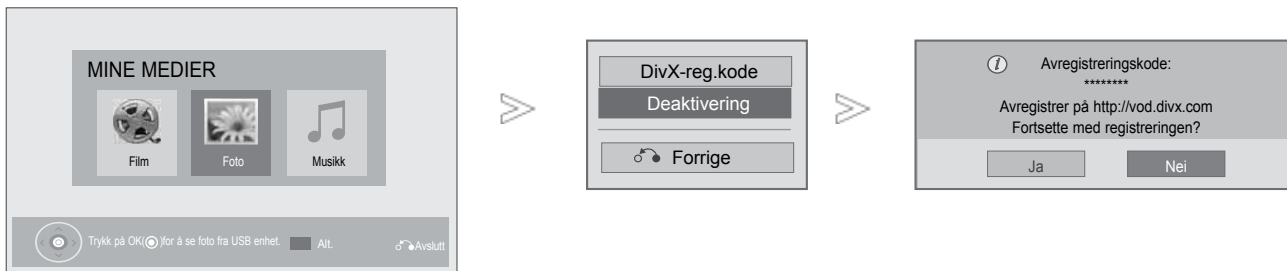 MINE MEDIER
Film
Foto
Musikk
Trykk på OK(◉)for å se foto fra USB enhet.
Alt.
Avslutt
DivX-reg.kode
Deaktivering
Forrige
Avregistreringskode:
********
Avregistrer på http://vod.divx.com
Fortsette med registreringen?
Ja
Nei